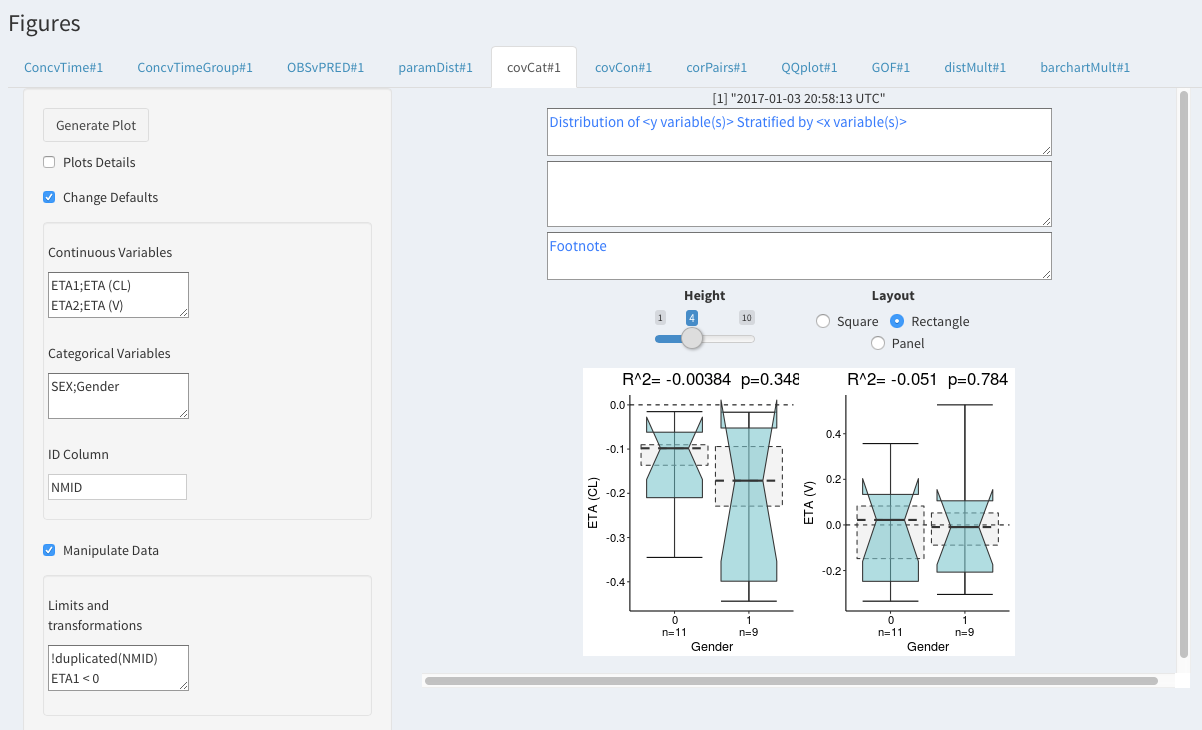 Figures
ConcvTime#1
ConcvTimeGroup#1
OBSvPRED#1
paramDist#1
covCat#1
covCon#1
corPairs#1
QQplot#1
GOF#1
distMult#1
barchartMult#1
Generate Plot
Plots Details
Change Defaults
Continuous Variables
ETA1;ETA (CL)
ETA2;ETA (V)
Categorical Variables
SEX;Gender
ID Column
NMID
Manipulate Data
Limits and
transformations
!duplicated(NMID)
ETA1 < 0
[1] "2017-01-03 20:58:13 UTC"
Distribution of <y variable(s)> Stratified by <x variable(s)>
Footnote
Height
1
4
10
Layout
Square
Rectangle
Panel
R^2= -0.00384 p=0.348
0.0
-0.1
-0.2
-0.3
-0.4
ETA (CL)
0
1
n=11
n=9
Gender
R^2= -0.051 p=0.784
0.4
0.2
0.0
-0.2
ETA (V)
0
1
n=11
n=9
Gender